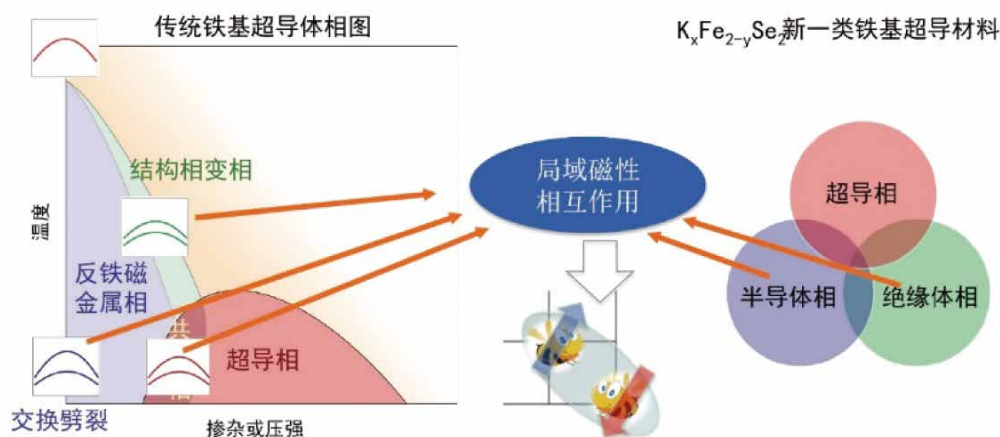 传统铁基超导体相图
KxFe2-ySe2新一类铁基超导材料
结构相变相
温度
反铁磁
金属相
共
超导相
交换劈裂
掺杂或压强
局域磁性
相互作用
超导相
半导体相
绝缘体相